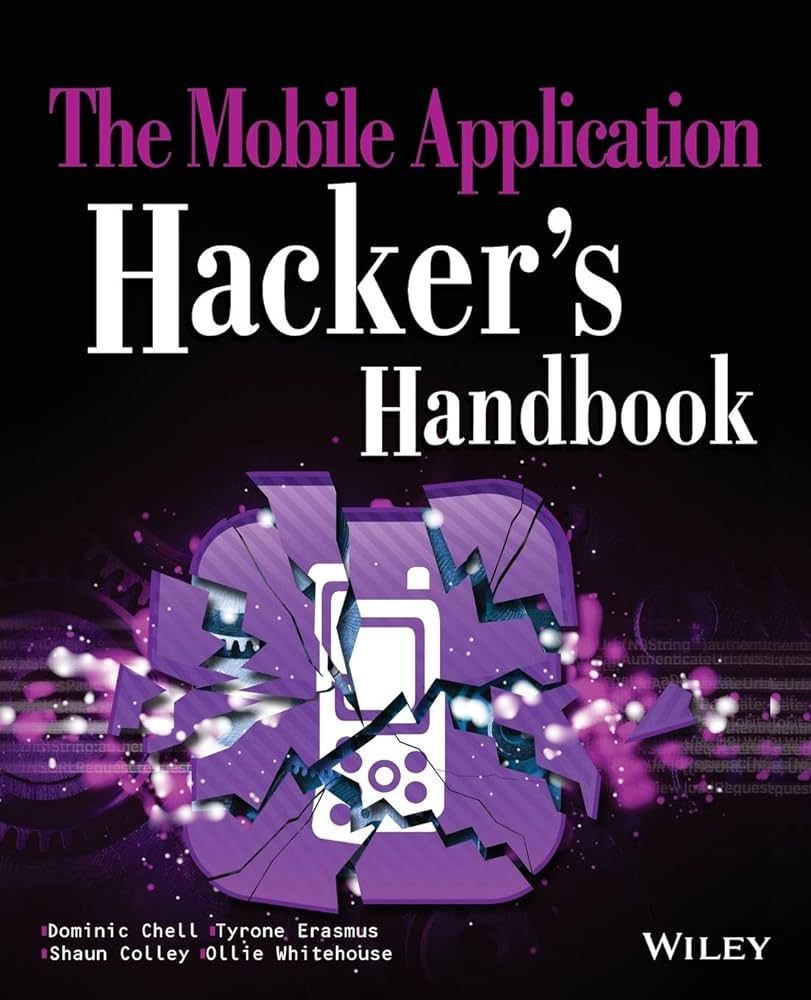 The Mobile Application
Hacker's
Handbook
Dominic Chell Tyrone Erasmus
Shaun Colley Ollie Whitehouse
WILEY